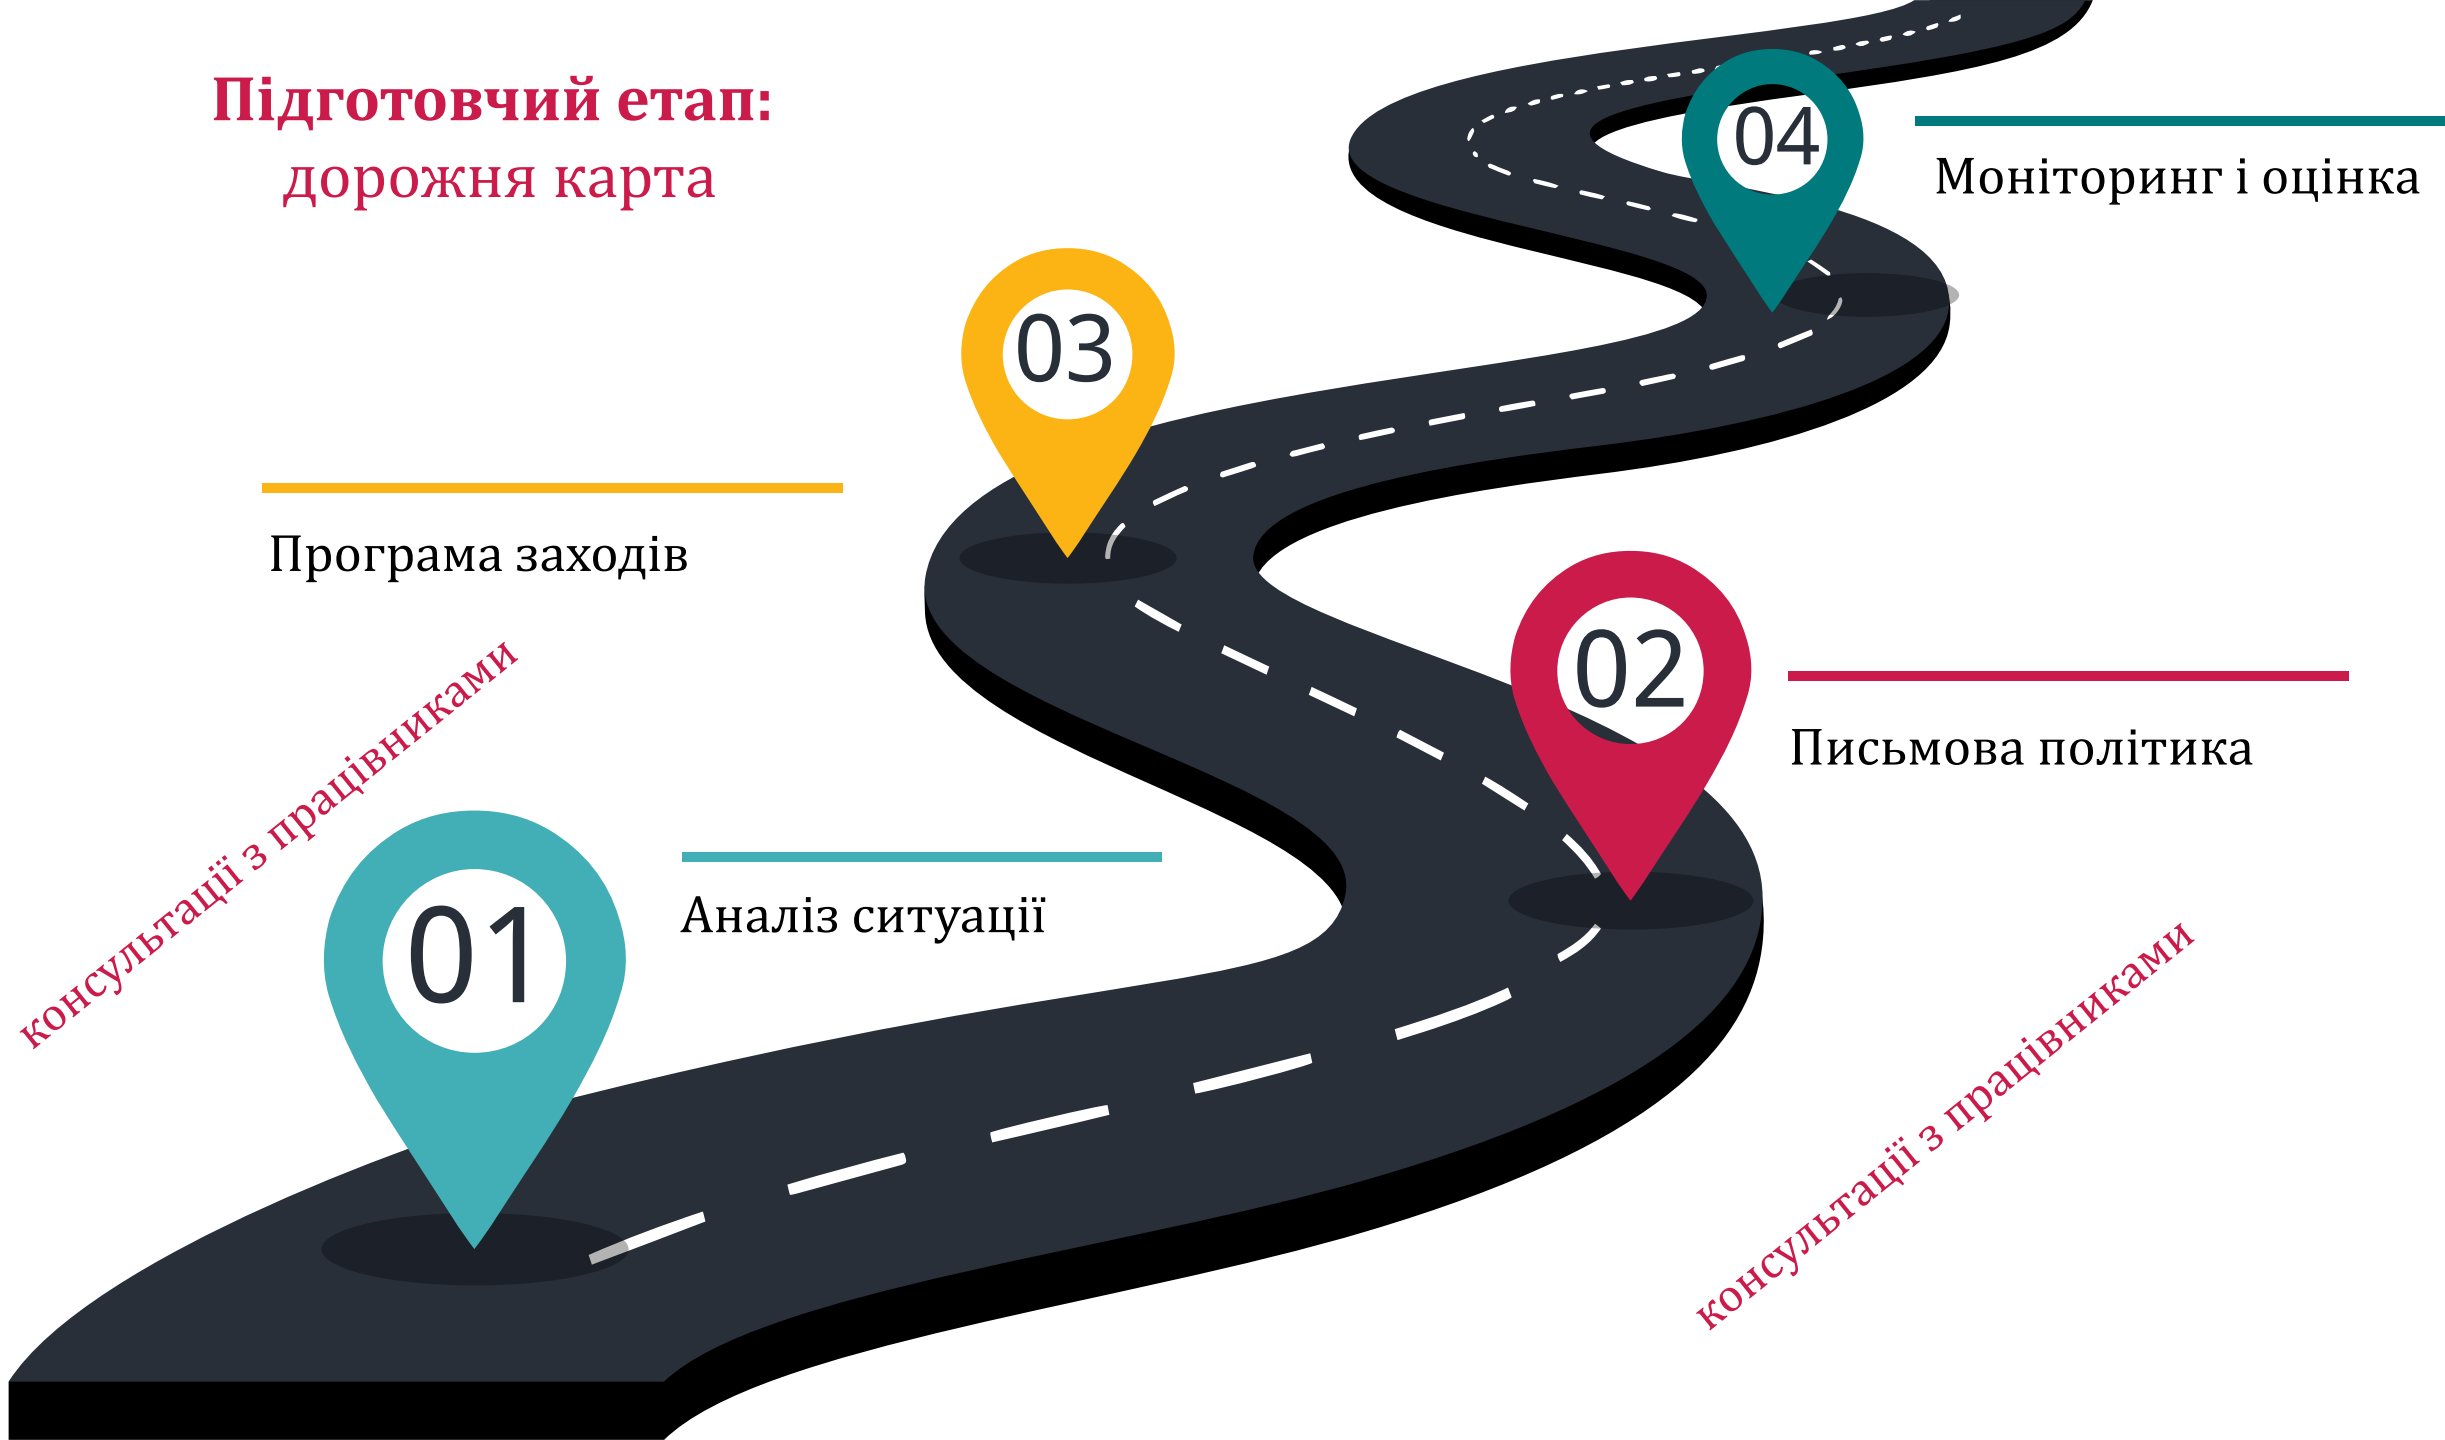 Підготовчий етап:
дорожня карта
04
Моніторинг і оцінка
03
Програма заходів
02
Письмова політика
консультації з працівниками
01
Аналіз ситуації
консультації з працівниками